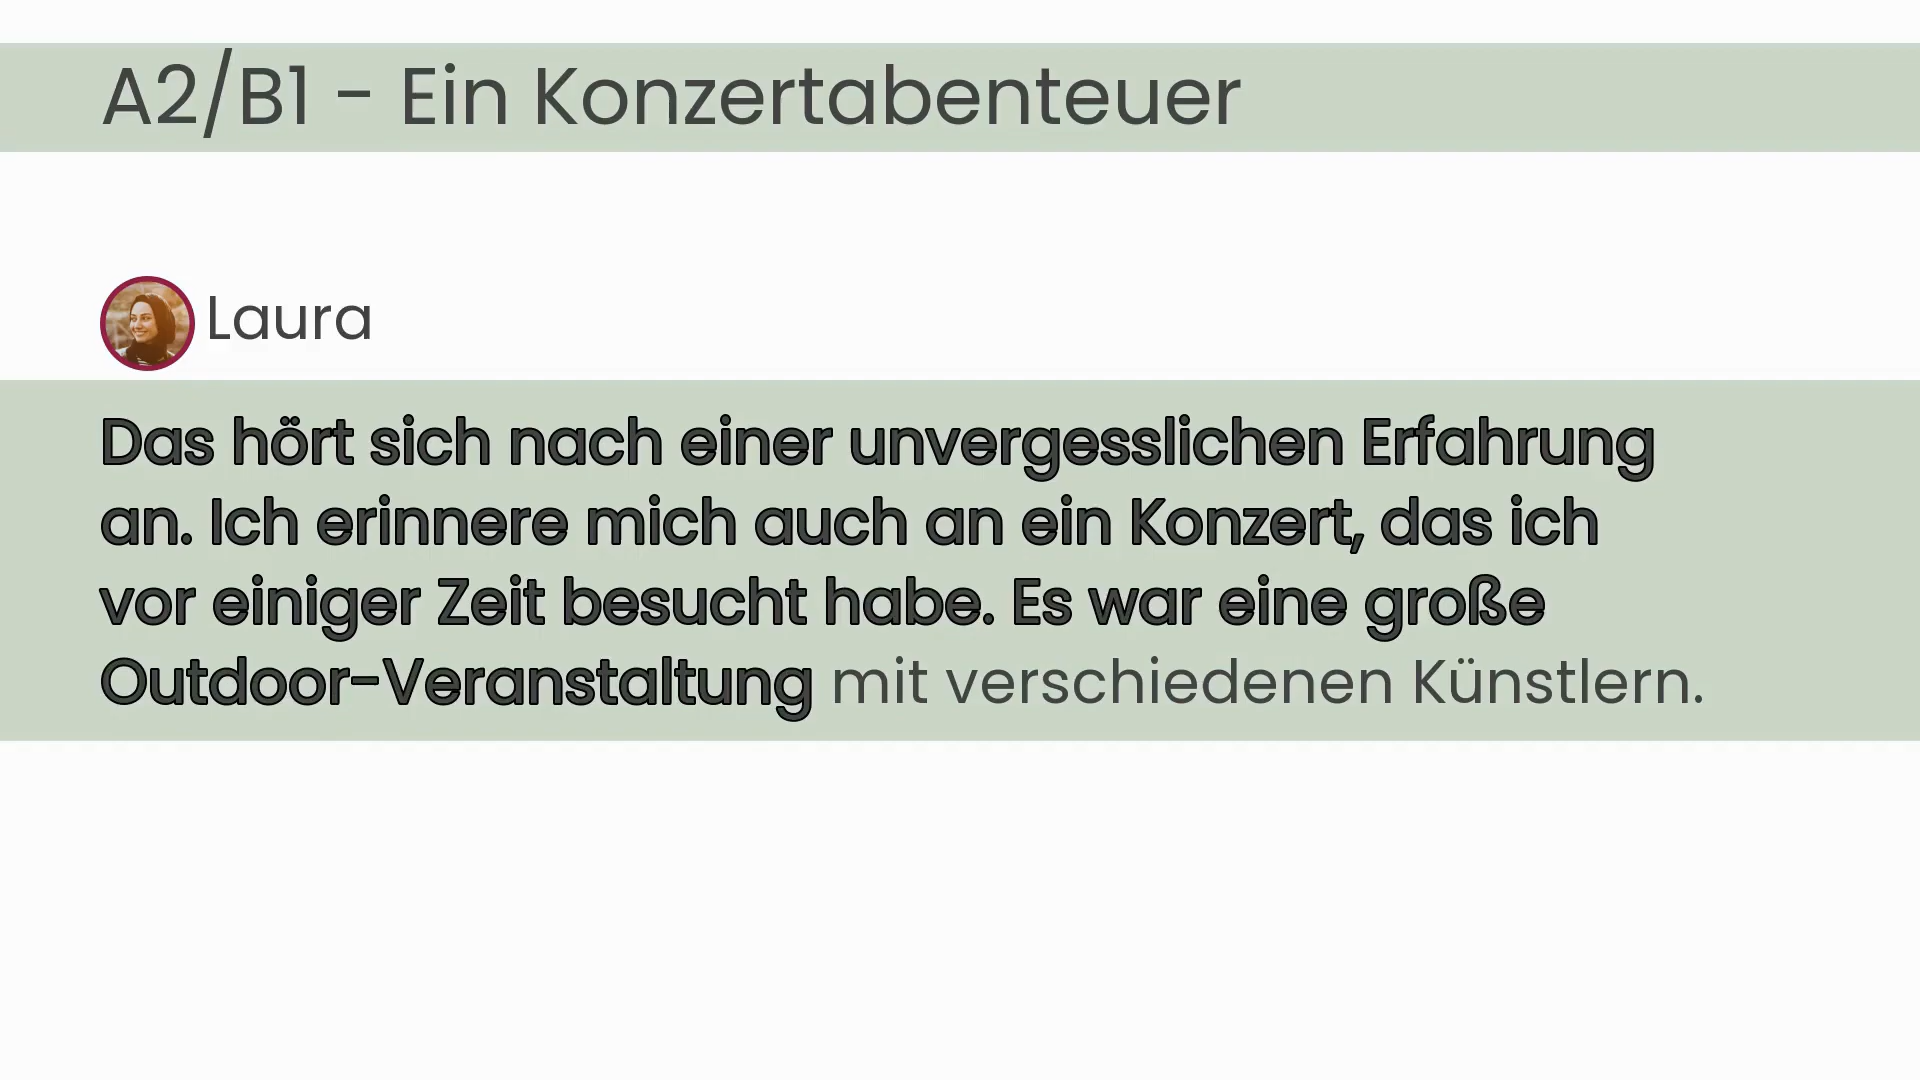 A2/B1 - Ein Konzertabenteuer
Laura
Das hört sich nach einer unvergesslichen Erfahrung
an. Ich erinnere mich auch an ein Konzert, das ich
vor einiger Zeit besucht habe. Es war eine große
Outdoor-Veranstaltung mit verschiedenen Künstlern.